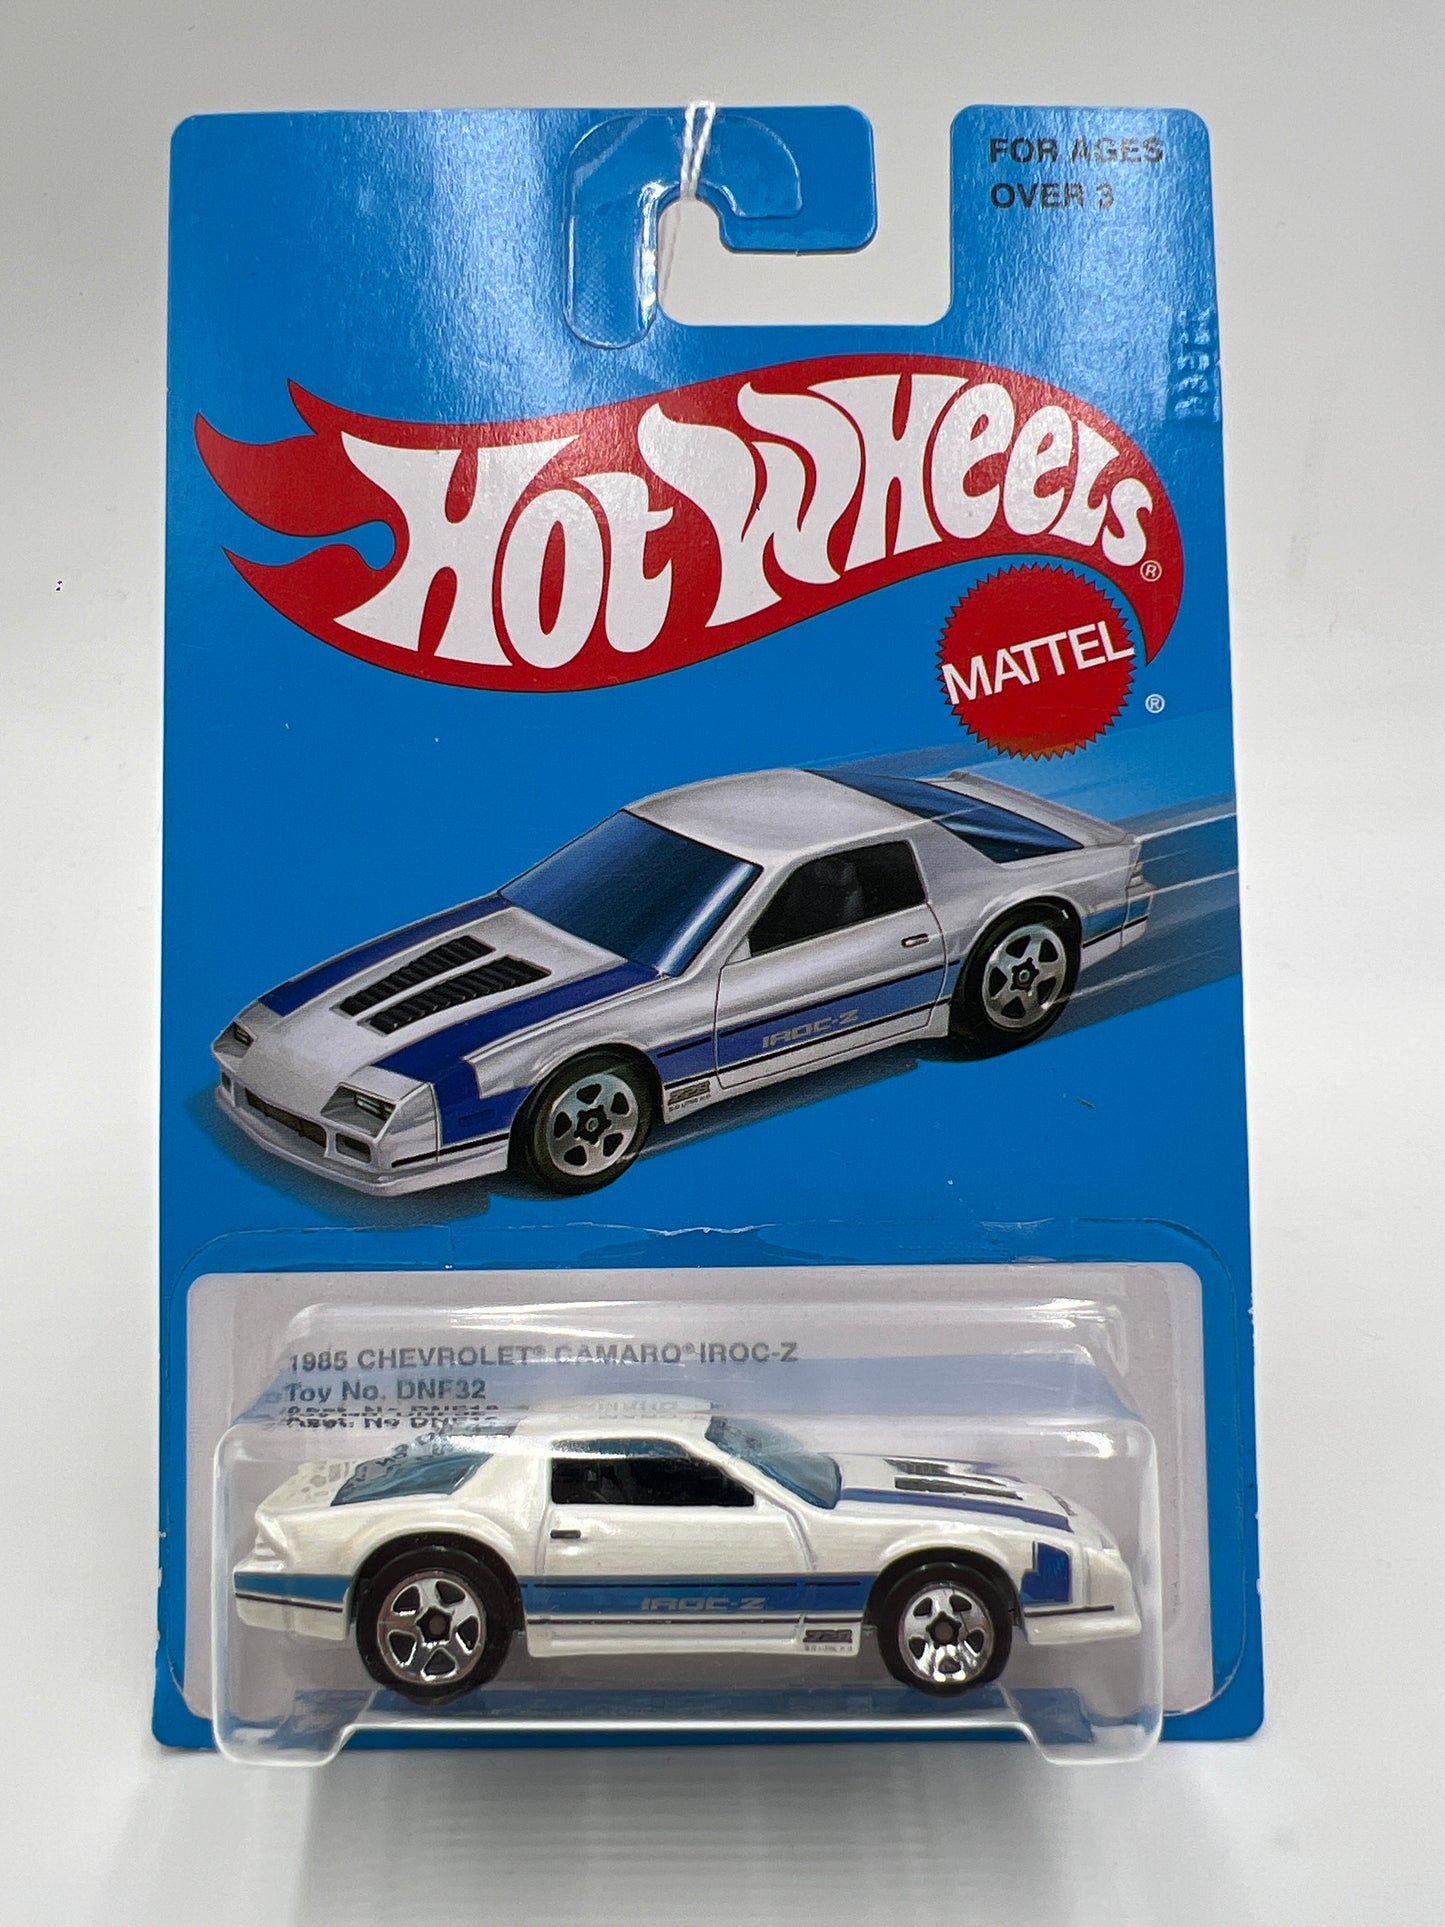 FOR AGES
OVER 3
HOT WHEELS®
MATTEL
®
IROC-Z
1985 CHEVROLET® CAMARO® IROC-Z
Toy No. DNF32
IROC-Z